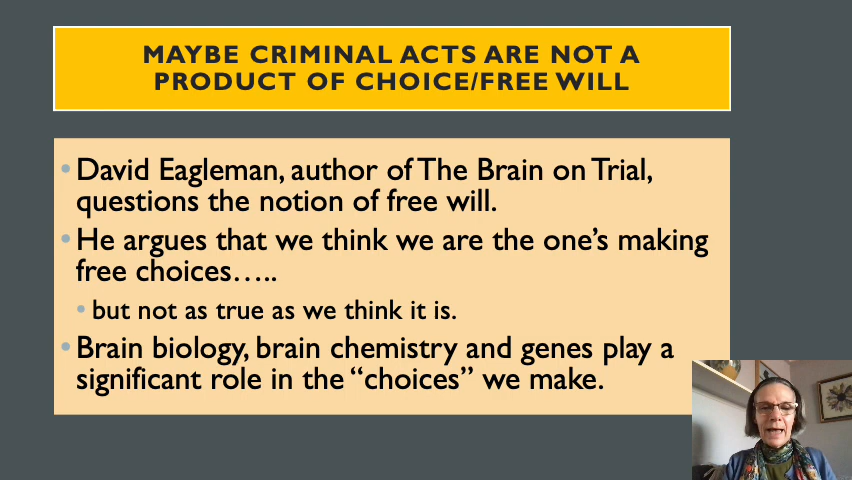 MAYBE CRIMINAL ACTS ARE NOT A
PRODUCT OF CHOICE/FREE WILL
• David Eagleman, author of The Brain on Trial,
questions the notion of free will.
• He argues that we think we are the one's making
free choices…..
• but not as true as we think it is.
• Brain biology, brain chemistry and genes play a
significant role in the “choices” we make.